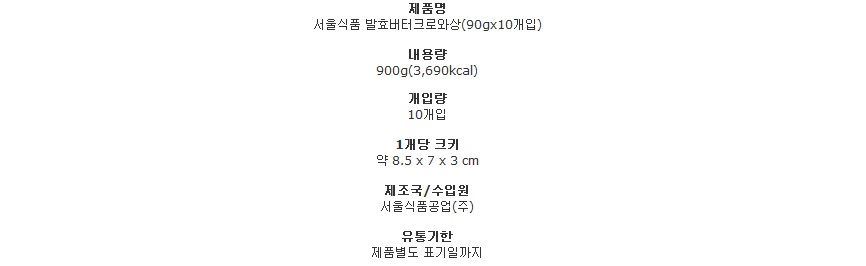 제품명
서울식품 발효버터크로와상(90gx10개입)
내용량
900g(3,690kcal)
개입량
10개입
1개당 크키
약 8.5 x 7 x 3 cm
제조국/수입원
서울식품공업(주)
유통기한
제품별도 표기일까지